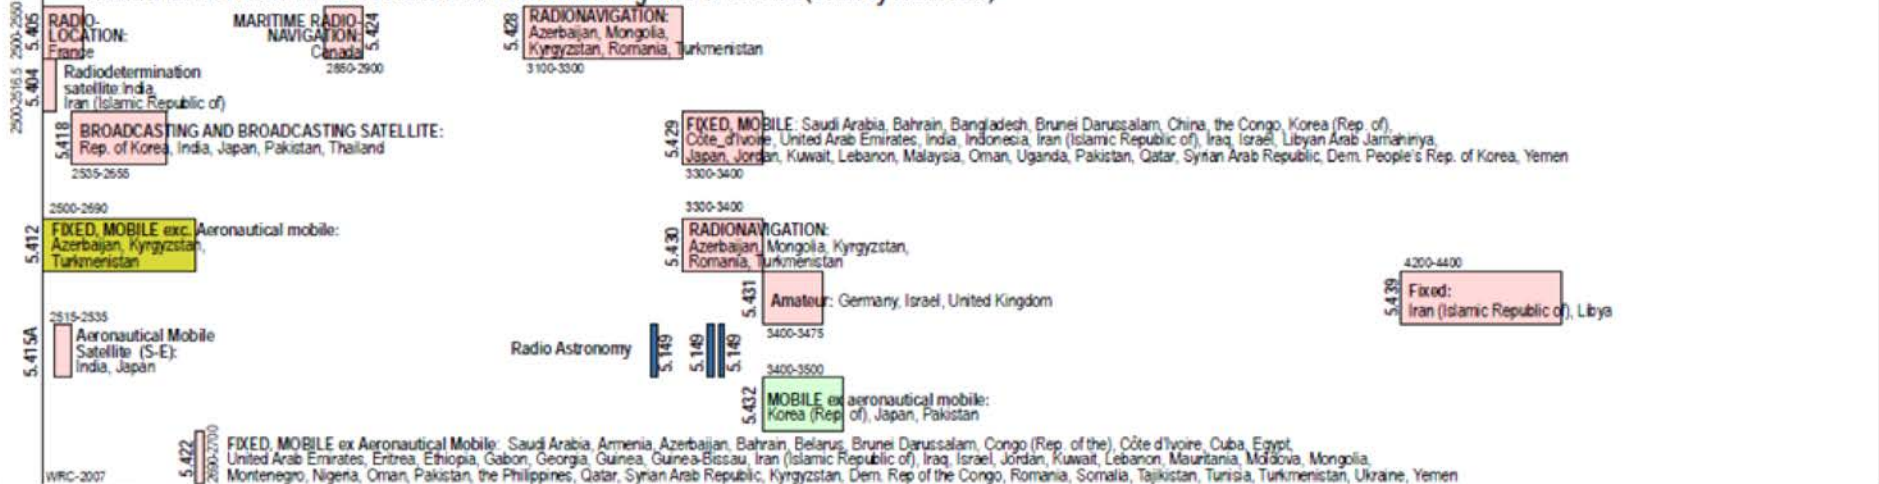 2500-2550
5.405
RADIO-
LOCATION:
France
MARITIME RADIO-
NAVIGATION:
Canada
5.424
2850-2900
5.428
RADIONAVIGATION:
Azerbaijan, Mongolia,
Kyrgyzstan, Romania, Turkmenistan
3100-3300
2500-2516.5
5.404
Radiodetermination
satellite:India,
Iran (Islamic Republic of)
5.418
BROADCASTING AND BROADCASTING SATELLITE:
Rep. of Korea, India, Japan, Pakistan, Thailand
2535-2655
5.429
FIXED, MOBILE: Saudi Arabia, Bahrain, Bangladesh, Brunei Darussalam, China, the Congo, Korea (Rep. of),
Côte_d'Ivoire, United Arab Emirates, India, Indonesia, Iran (Islamic Republic of), Iraq, Israel, Libyan Arab Jamahiriya,
Japan, Jordan, Kuwait, Lebanon, Malaysia, Oman, Uganda, Pakistan, Qatar, Syrian Arab Republic, Dem. People's Rep. of Korea, Yemen
3300-3400
2500-2690
5.412
FIXED, MOBILE exc. Aeronautical mobile:
Azerbaijan, Kyrgyzstan,
Turkmenistan
3300-3400
5.430
RADIONAVIGATION:
Azerbaijan, Mongolia, Kyrgyzstan,
Romania, Turkmenistan
5.431
Amateur: Germany, Israel, United Kingdom
3400-3475
4200-4400
5.439
Fixed:
Iran (Islamic Republic of), Libya
2515-2535
5.415A
Aeronautical Mobile
Satellite (S-E):
India, Japan
Radio Astronomy
5.149
5.149
5.149
3400-3500
5.432
MOBILE ex aeronautical mobile:
Korea (Rep. of), Japan, Pakistan
5.422
2690-2700
FIXED, MOBILE ex Aeronautical Mobile: Saudi Arabia, Armenia, Azerbaijan, Bahrain, Belarus, Brunei Darussalam, Congo (Rep. of the), Côte d'Ivoire, Cuba, Egypt,
United Arab Emirates, Eritrea, Ethiopia, Gabon, Georgia, Guinea, Guinea-Bissau, Iran (Islamic Republic of), Iraq, Israel, Jordan, Kuwait, Lebanon, Mauritania, Moldova, Mongolia,
Montenegro, Nigeria, Oman, Pakistan, the Philippines, Qatar, Syrian Arab Republic, Kyrgyzstan, Dem. Rep of the Congo, Romania, Somalia, Tajikistan, Tunisia, Turkmenistan, Ukraine, Yemen
WRC-2007